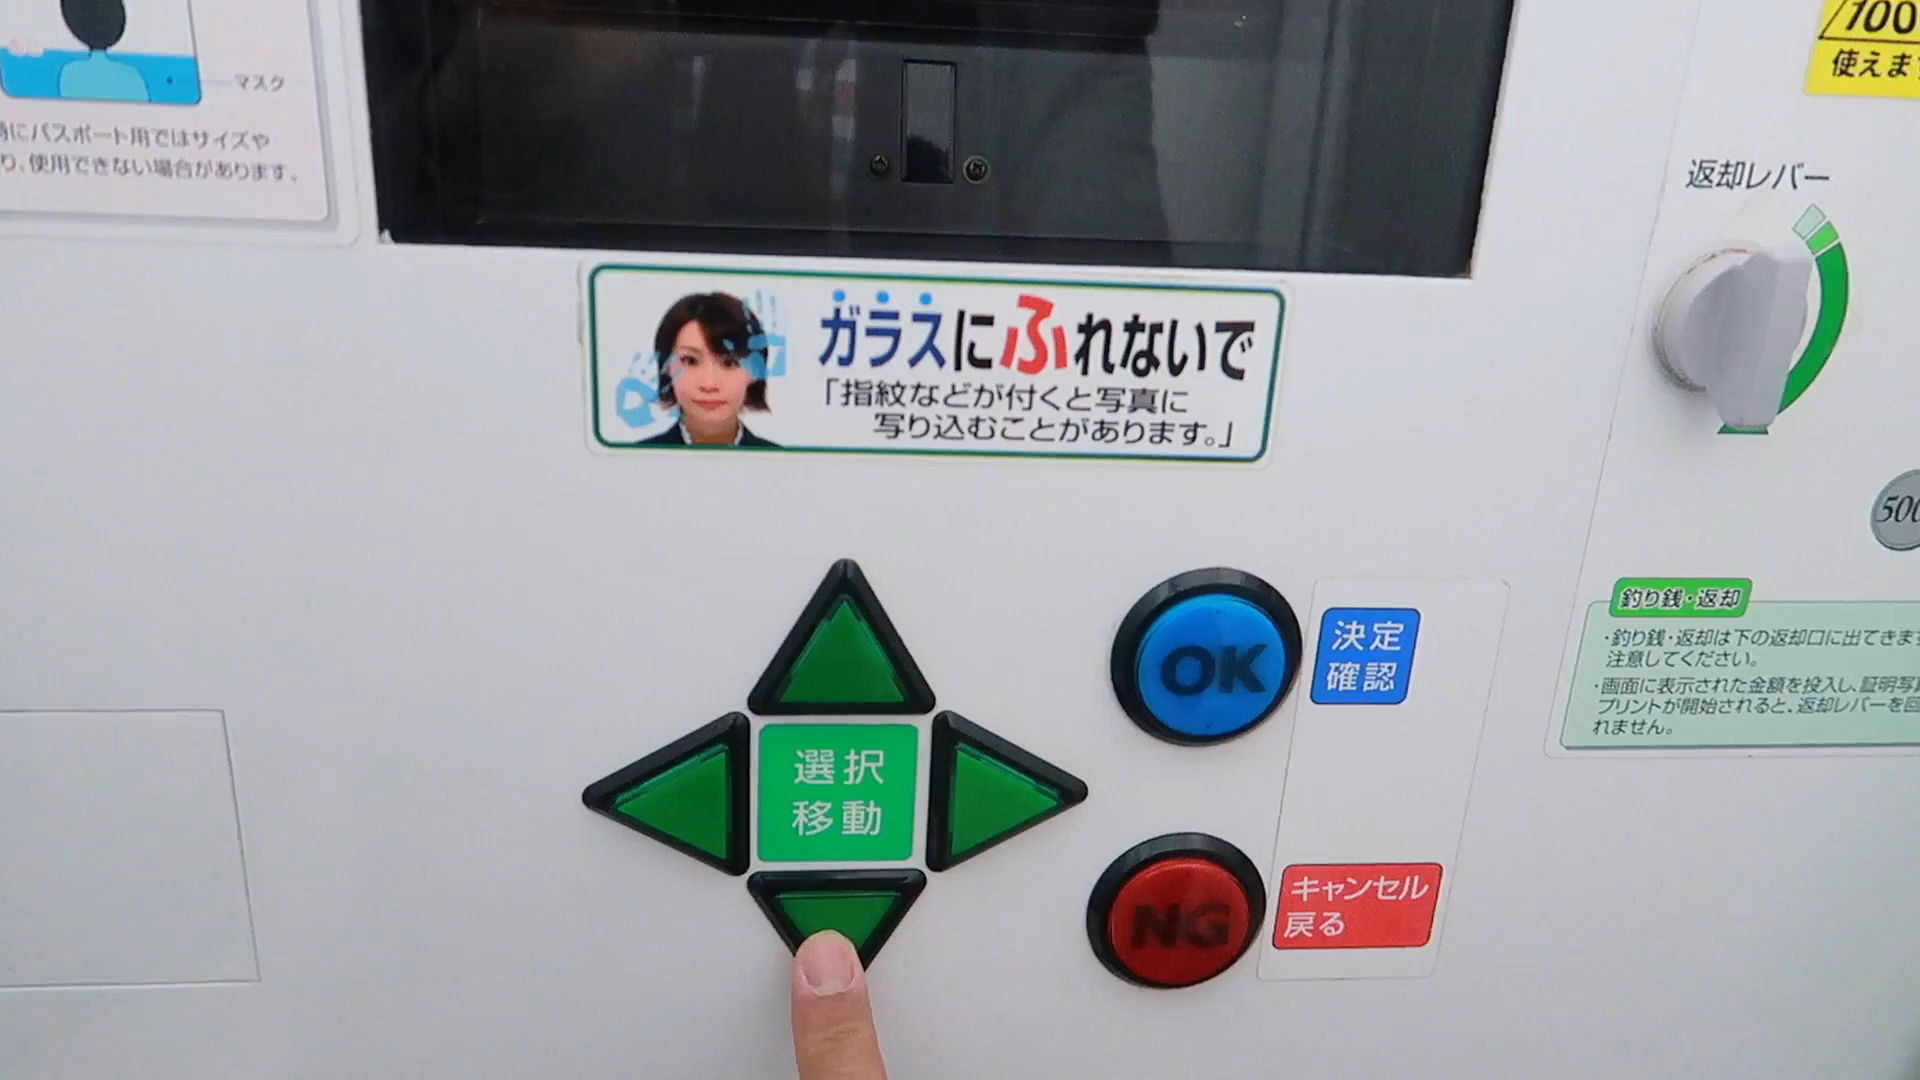 マスク
にパスポート用ではサイズや
り、使用できない場合があります。
100
使えます
返却レバー
ガラスにふれないで
「指紋などが付くと写真に
写り込むことがあります。」
500
選択
移動
OK
決定
確認
NG
キャンセル
戻る
釣り銭・返却
・釣り銭・返却は下の返却口に出てきま
注意してください。
・画面に表示された金額を投入し、証明写
プリントが開始されると、返却レバーを回
れません。